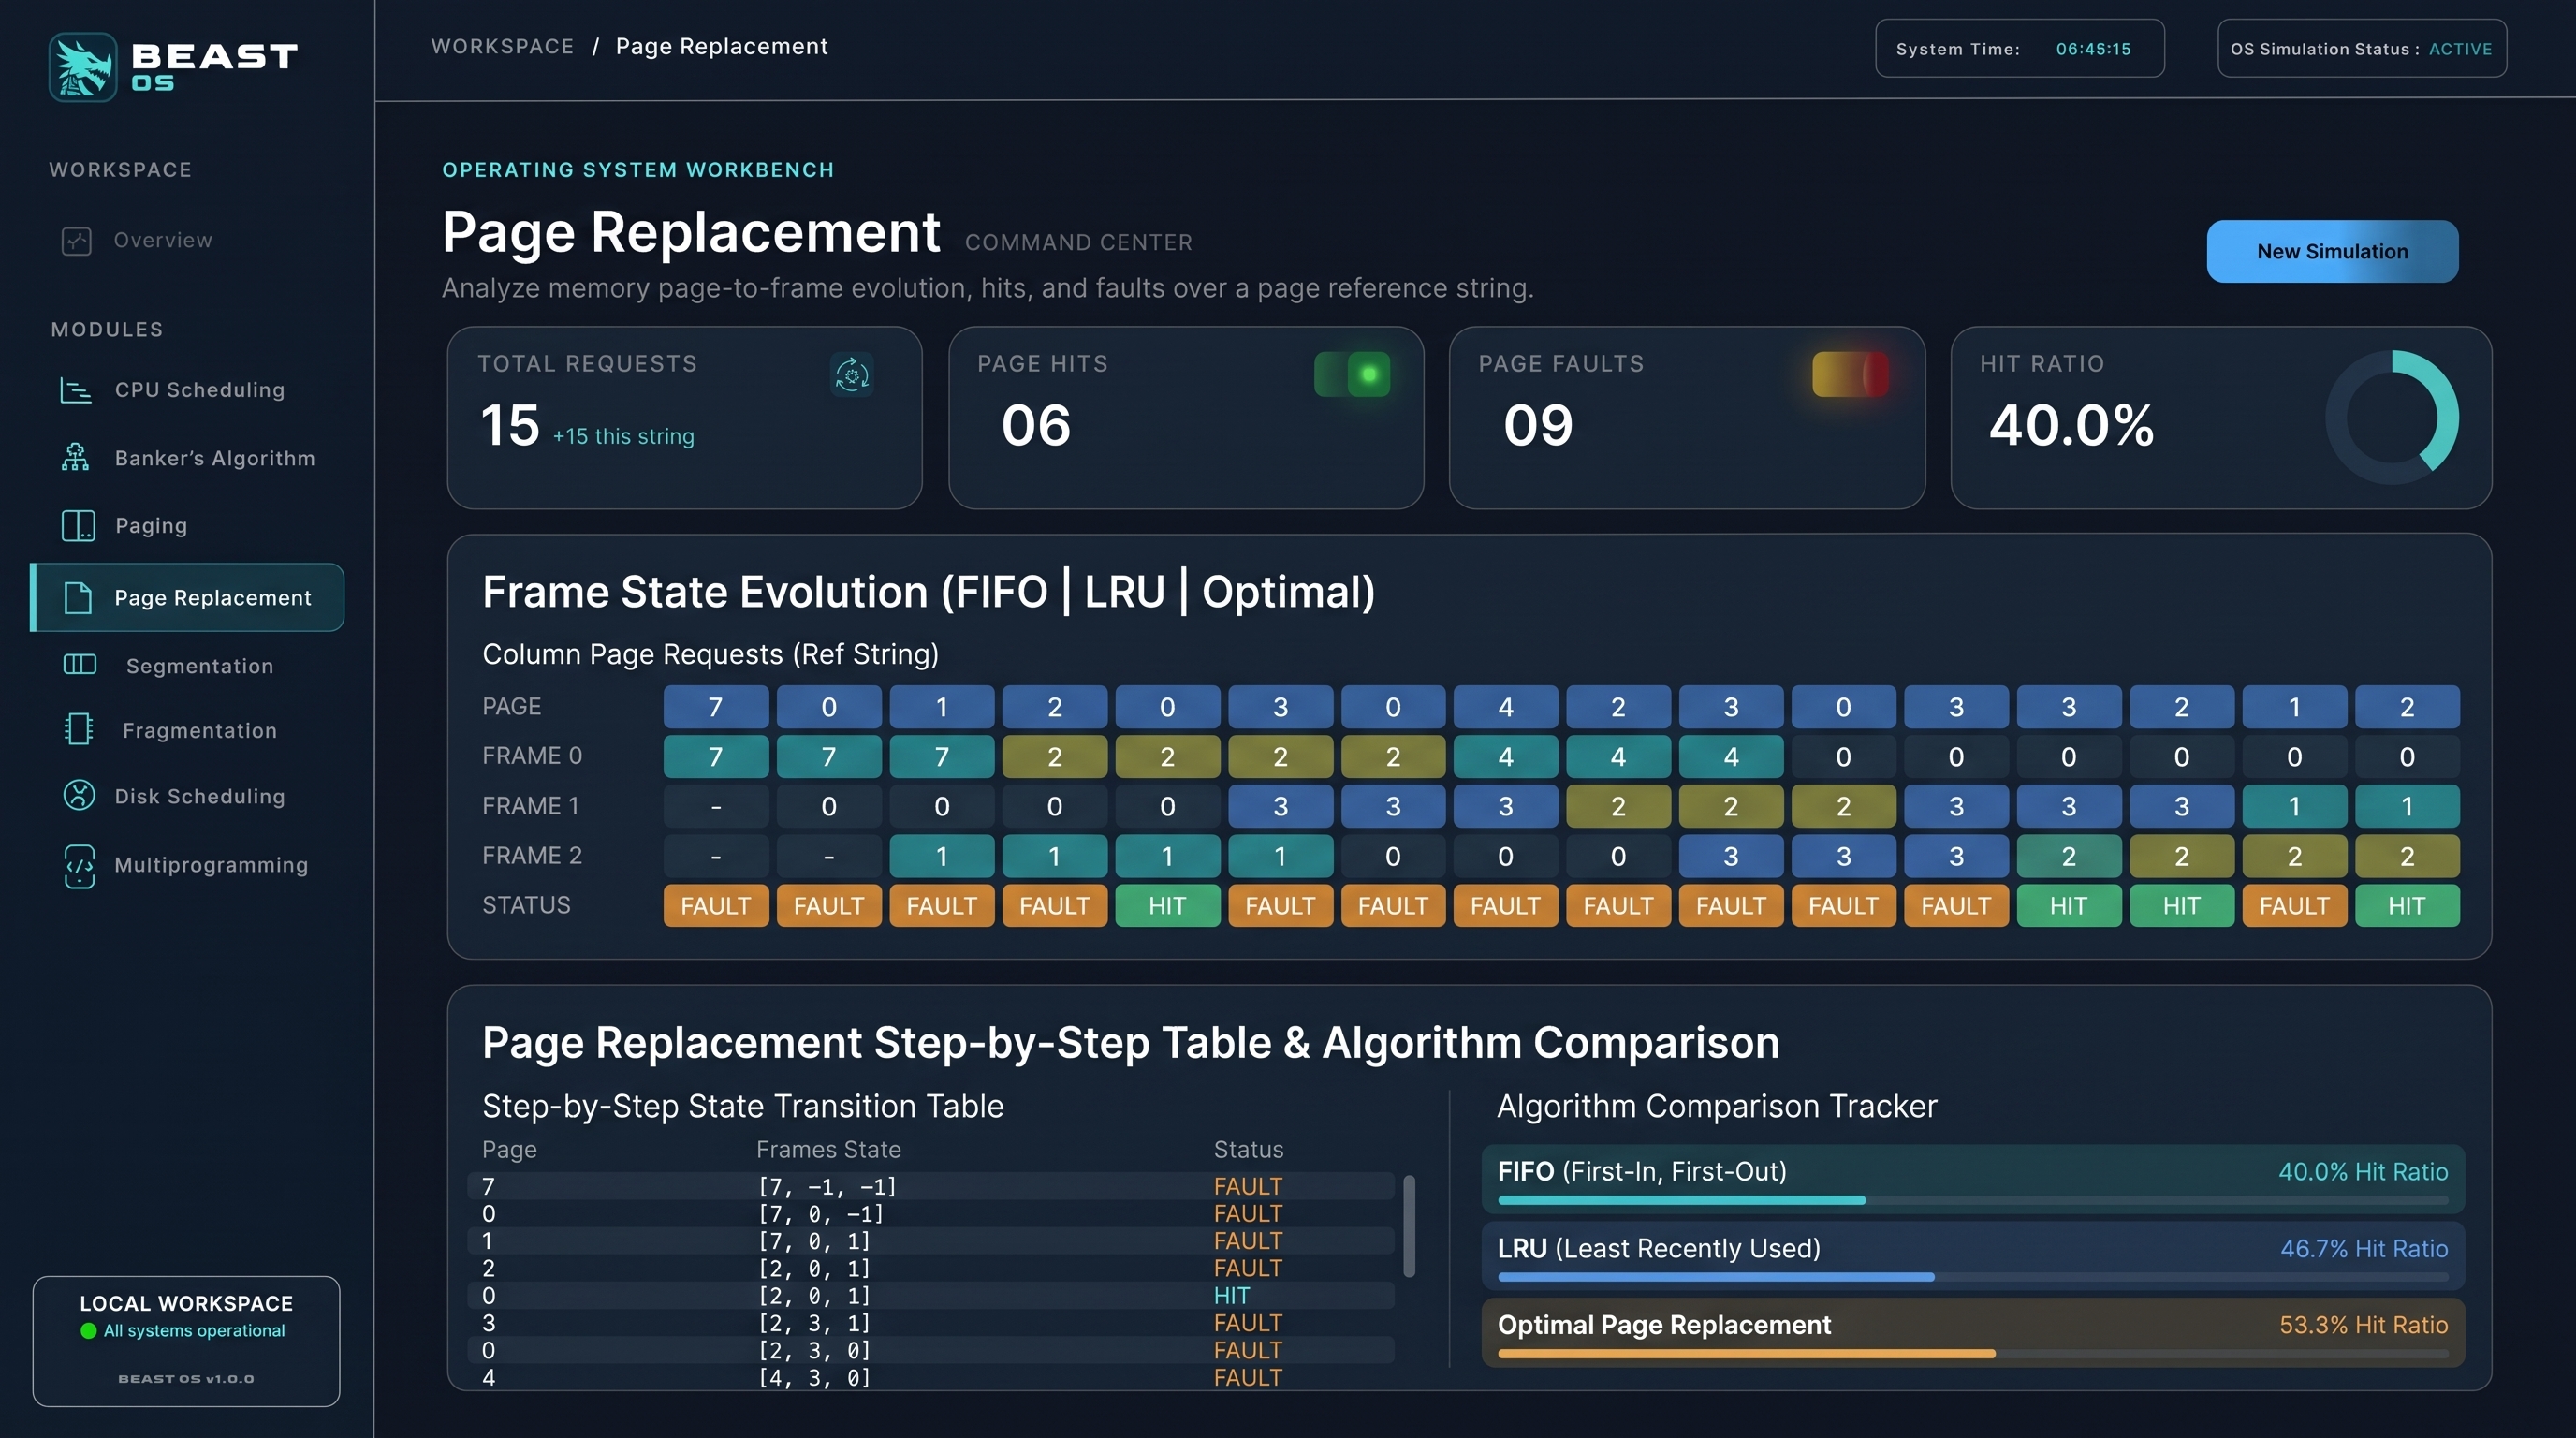 BEAST
OS
WORKSPACE
Overview
MODULES
CPU Scheduling
Banker’s Algorithm
Paging
Page Replacement
Segmentation
Fragmentation
Disk Scheduling
Multiprogramming
LOCAL WORKSPACE
All systems operational
BEAST OS v1.0.0
WORKSPACE / Page Replacement
System Time: 06:45:15
OS Simulation Status : ACTIVE
OPERATING SYSTEM WORKBENCH
Page Replacement COMMAND CENTER
Analyze memory page-to-frame evolution, hits, and faults over a page reference string.
New Simulation
TOTAL REQUESTS
15 +15 this string
PAGE HITS
06
PAGE FAULTS
09
HIT RATIO
40.0%
Frame State Evolution (FIFO | LRU | Optimal)
Column Page Requests (Ref String)
PAGE 7 0 1 2 0 3 0 4 2 3 0 3 3 2 1 2
FRAME 0 7 7 7 2 2 2 2 4 4 4 0 0 0 0 0 0
FRAME 1 - 0 0 0 0 3 3 3 2 2 2 3 3 3 1 1
FRAME 2 - - 1 1 1 1 0 0 0 3 3 3 2 2 2 2
STATUS FAULT FAULT FAULT FAULT HIT FAULT FAULT FAULT FAULT FAULT FAULT FAULT HIT HIT FAULT HIT
Page Replacement Step-by-Step Table & Algorithm Comparison
Step-by-Step State Transition Table
Page Frames State Status
7 [7, −1, −1] FAULT
0 [7, 0, −1] FAULT
1 [7, 0, 1] FAULT
2 [2, 0, 1] FAULT
0 [2, 0, 1] HIT
3 [2, 3, 1] FAULT
0 [2, 3, 0] FAULT
4 [4, 3, 0] FAULT
Algorithm Comparison Tracker
FIFO (First-In, First-Out) 40.0% Hit Ratio
LRU (Least Recently Used) 46.7% Hit Ratio
Optimal Page Replacement 53.3% Hit Ratio